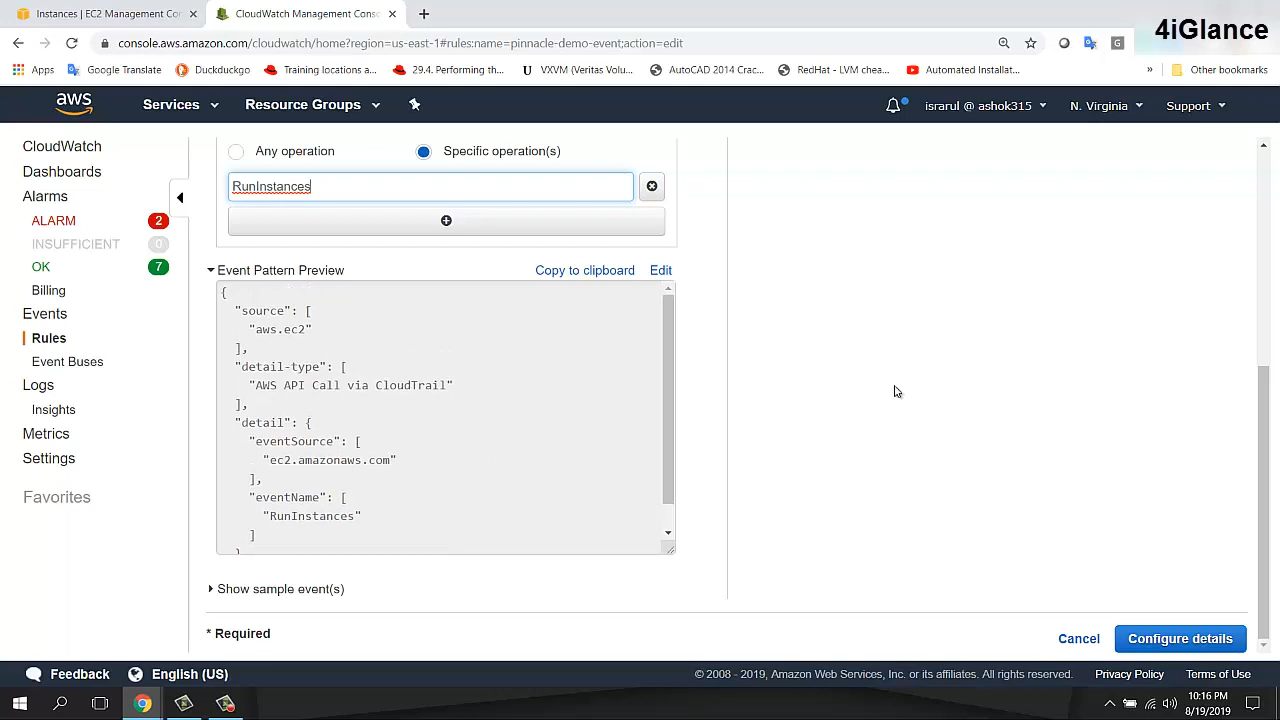 Instances | EC2 Management Con
CloudWatch Management Conso
4iGlance
console.aws.amazon.com/cloudwatch/home?region=us-east-1#rules:name=pinnacle-demo-event;action=edit
Apps
Google Translate
Duckduckgo
Training locations a...
29.4. Performing the...
VXVM (Veritas Volu...
AutoCAD 2014 Crac...
RedHat - LVM chea...
Automated Installat...
Other bookmarks
aws
Services
Resource Groups
israrul @ ashok315
N. Virginia
Support
CloudWatch
Dashboards
Alarms
ALARM 2
INSUFFICIENT 0
OK 7
Billing
Events
Rules
Event Buses
Logs
Insights
Metrics
Settings
Favorites
Any operation
Specific operation(s)
RunInstances
Event Pattern Preview
Copy to clipboard
Edit
{
"source": [
"aws.ec2"
],
"detail-type": [
"AWS API Call via CloudTrail"
],
"detail": {
"eventSource": [
"ec2.amazonaws.com"
],
"eventName": [
"RunInstances"
]
}
Show sample event(s)
* Required
Cancel
Configure details
Feedback
English (US)
© 2008 - 2019, Amazon Web Services, Inc. or its affiliates. All rights reserved.
Privacy Policy
Terms of Use
10:16 PM
8/19/2019